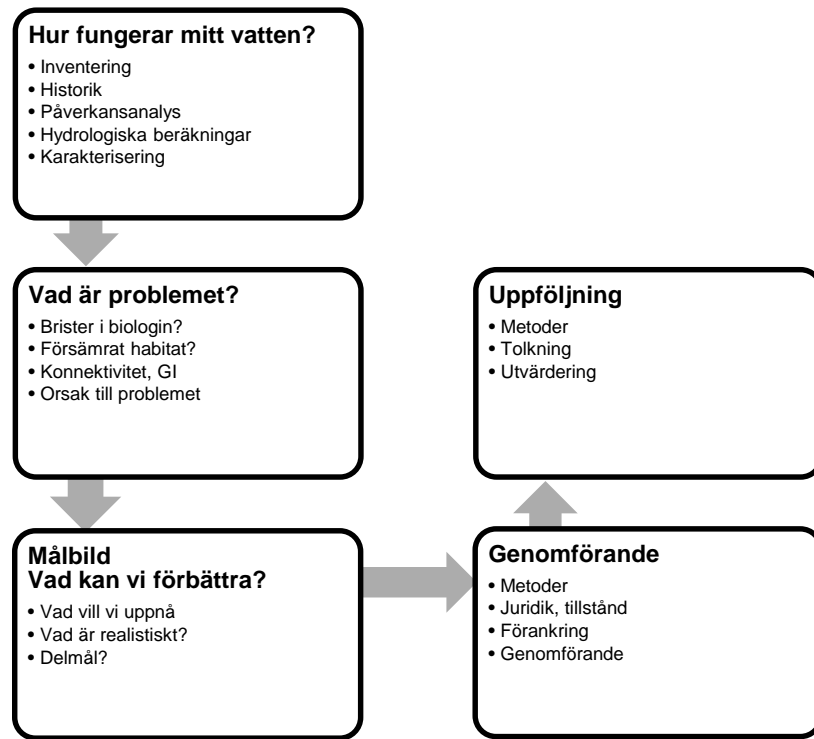 Hur fungerar mitt vatten?
• Inventering
• Historik
• Påverkansanalys
• Hydrologiska beräkningar
• Karakterisering
Vad är problemet?
• Brister i biologin?
• Försämrat habitat?
• Konnektivitet, GI
• Orsak till problemet
Målbild
Vad kan vi förbättra?
• Vad vill vi uppnå
• Vad är realistiskt?
• Delmål?
Genomförande
• Metoder
• Juridik, tillstånd
• Förankring
• Genomförande
Uppföljning
• Metoder
• Tolkning
• Utvärdering